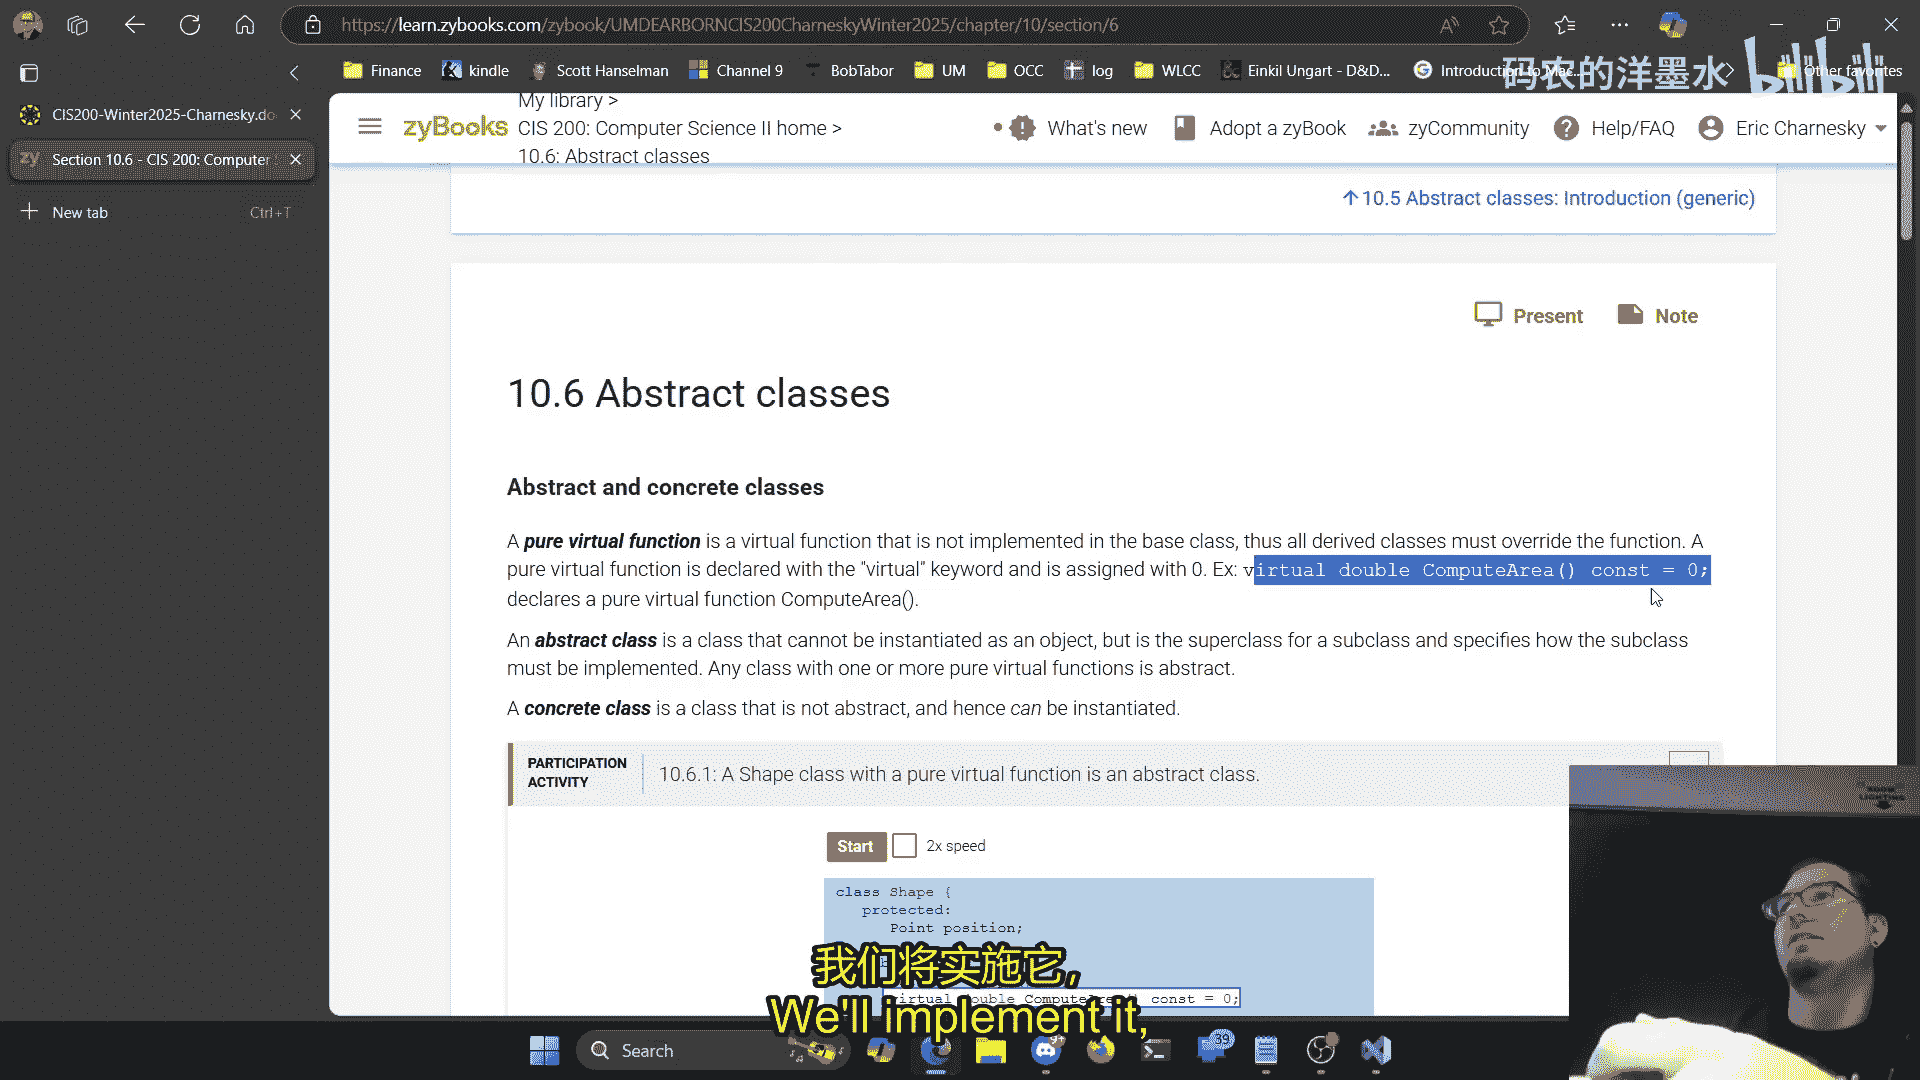 https://learn.zybooks.com/zybook/UMDEARBORNCIS200CharneskyWinter2025/chapter/10/section/6
Finance
kindle
Scott Hanselman
Channel 9
BobTabor
UM
OCC
log
WLCC
Einkil Ungart - D&D...
Introduction to Mac...
Other favorites
码农的洋墨水
bilibili
CIS200-Winter2025-Charnesky.do
Section 10.6 - CIS 200: Computer
New tab
Ctrl+T
zyBooks
My library >
CIS 200: Computer Science II home >
10.6: Abstract classes
What's new
Adopt a zyBook
zyCommunity
Help/FAQ
Eric Charnesky
10.5 Abstract classes: Introduction (generic)
Present
Note
10.6 Abstract classes
Abstract and concrete classes
A pure virtual function is a virtual function that is not implemented in the base class, thus all derived classes must override the function. A
pure virtual function is declared with the "virtual" keyword and is assigned with 0. Ex: virtual double ComputeArea() const = 0;
declares a pure virtual function ComputeArea().
An abstract class is a class that cannot be instantiated as an object, but is the superclass for a subclass and specifies how the subclass
must be implemented. Any class with one or more pure virtual functions is abstract.
A concrete class is a class that is not abstract, and hence can be instantiated.
PARTICIPATION
ACTIVITY
10.6.1: A Shape class with a pure virtual function is an abstract class.
Start
2x speed
class Shape {
protected:
Point position;
virtual double ComputeArea() const = 0;
我们将实施它,
We'll implement it,
Search
9+
39